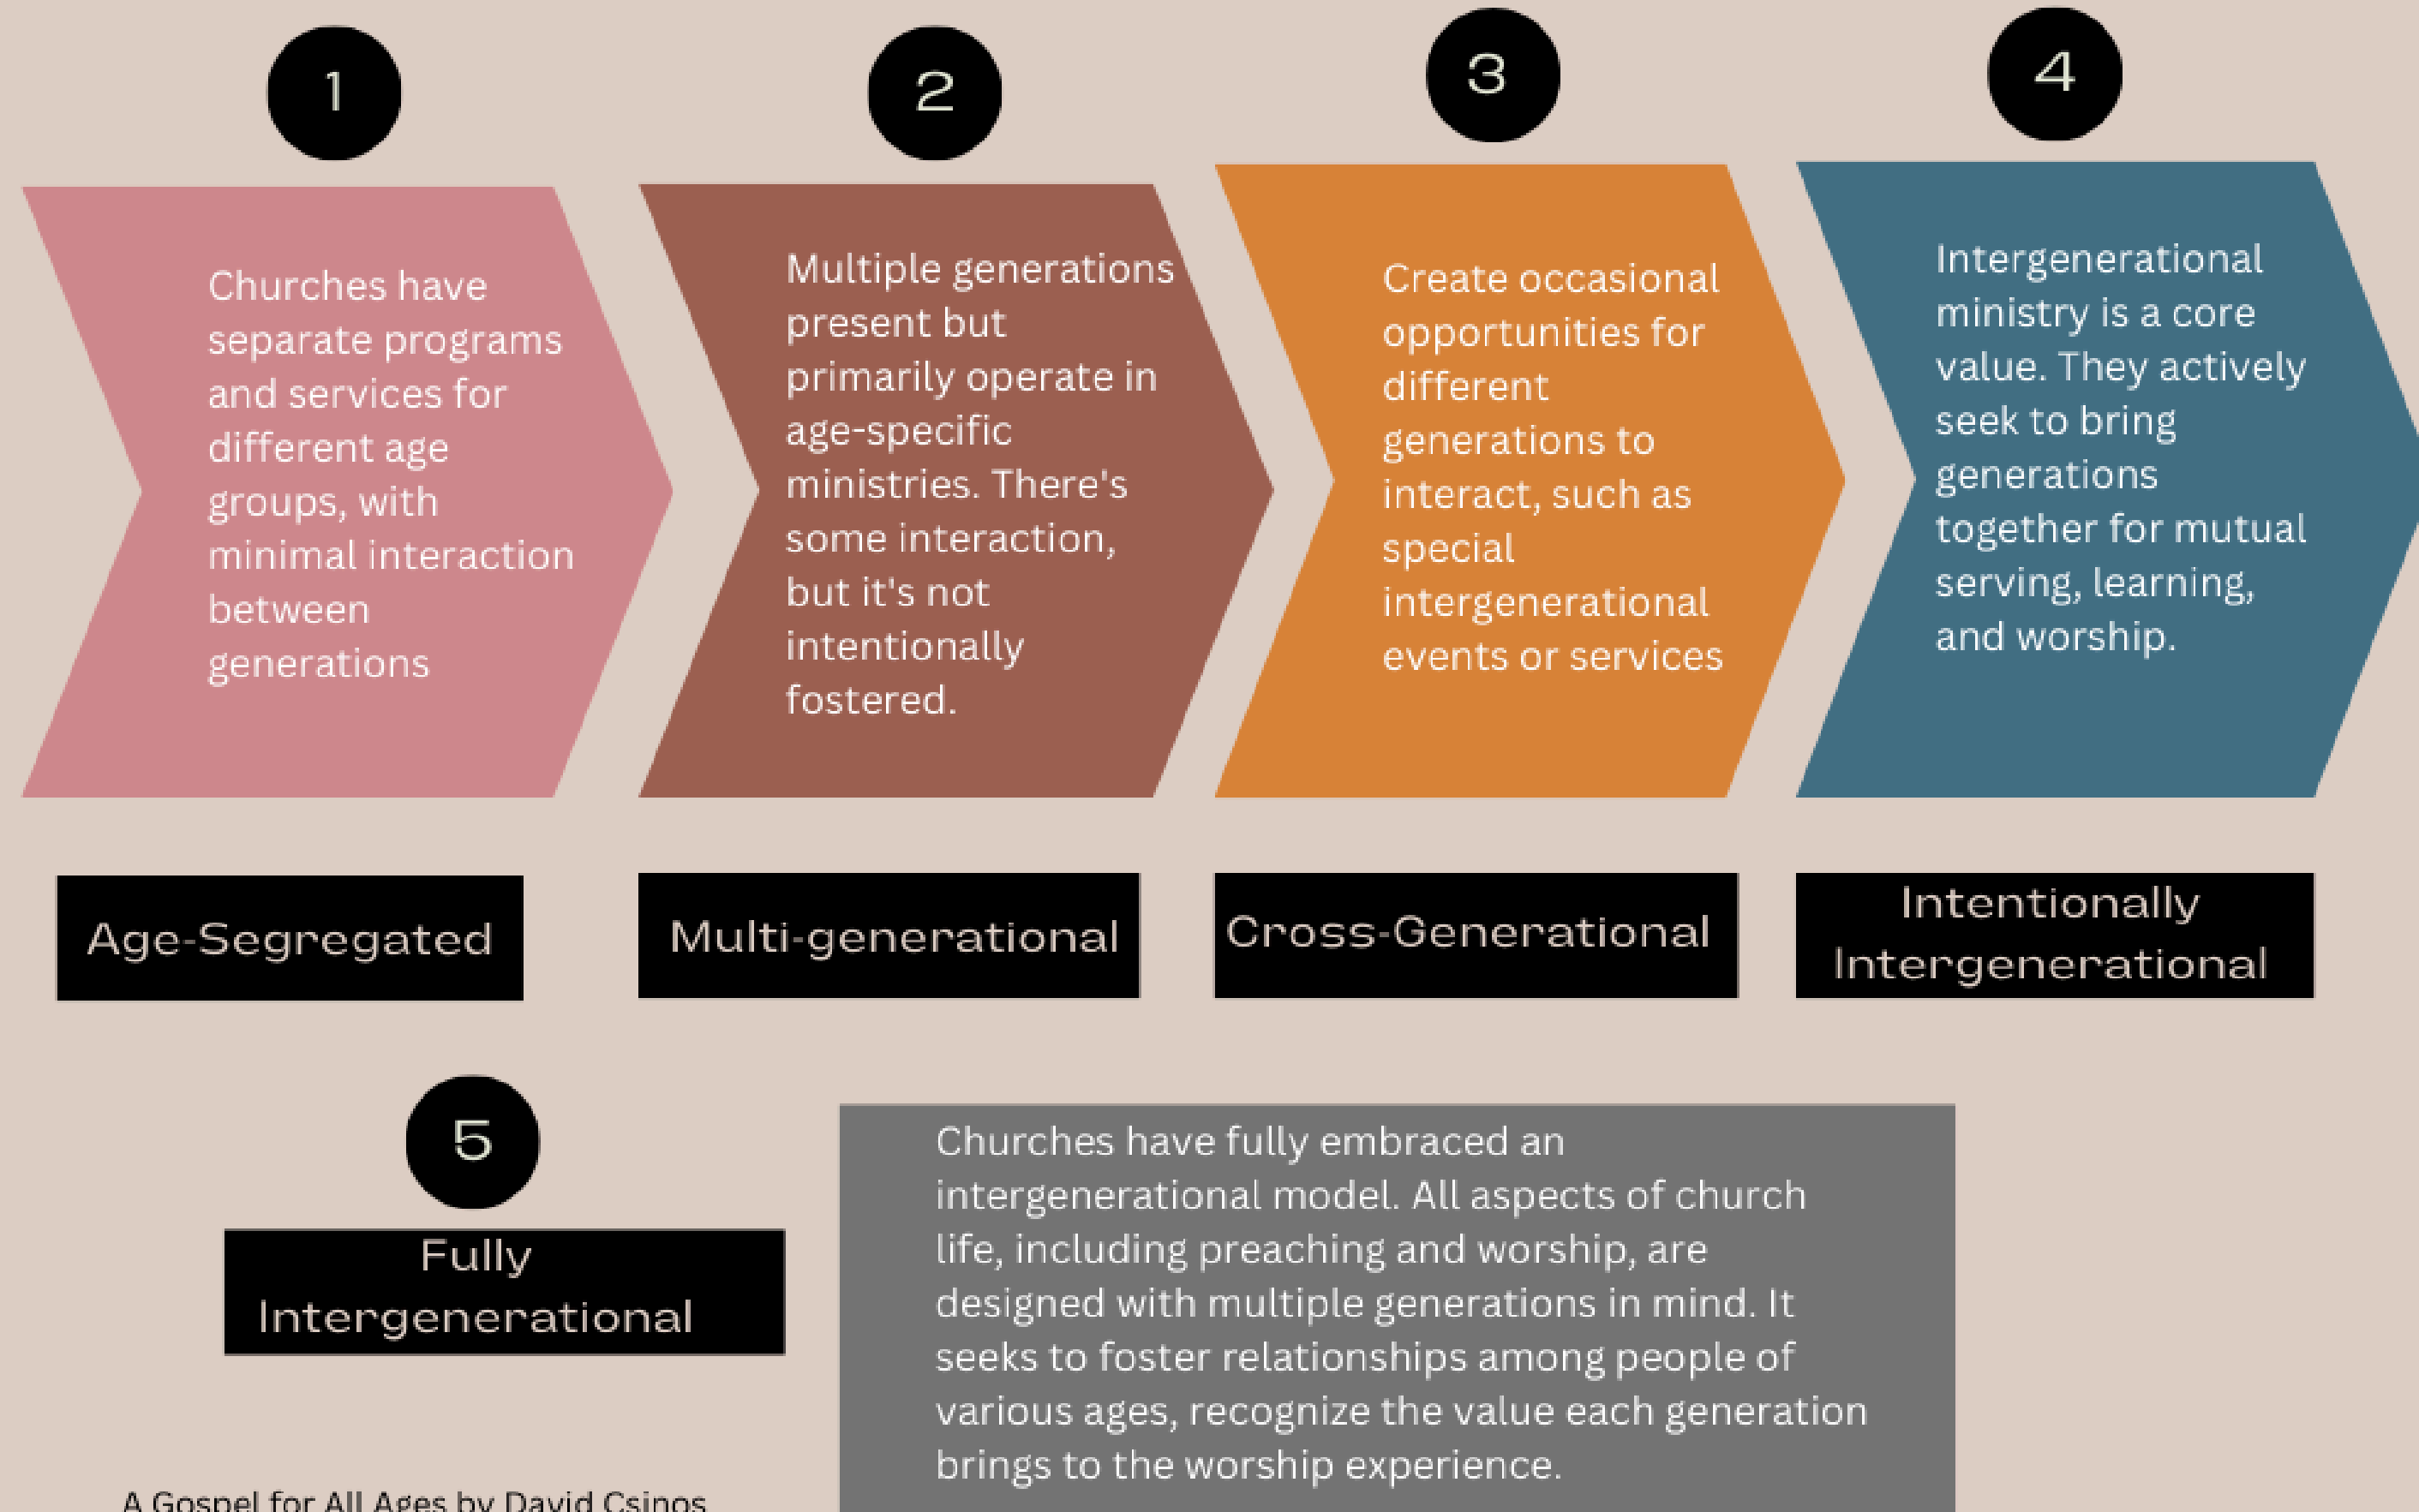 1
Churches have
separate programs
and services for
different age
groups, with
minimal interaction
between
generations
Age-Segregated
2
Multiple generations
present but
primarily operate in
age-specific
ministries. There's
some interaction,
but it's not
intentionally
fostered.
Multi-generational
3
Create occasional
opportunities for
different
generations to
interact, such as
special
intergenerational
events or services
Cross-Generational
4
Intergenerational
ministry is a core
value. They actively
seek to bring
generations
together for mutual
serving, learning,
and worship.
Intentionally
Intergenerational
5
Fully
Intergenerational
Churches have fully embraced an
intergenerational model. All aspects of church
life, including preaching and worship, are
designed with multiple generations in mind. It
seeks to foster relationships among people of
various ages, recognize the value each generation
brings to the worship experience.
A Gospel for All Ages by David Csinos